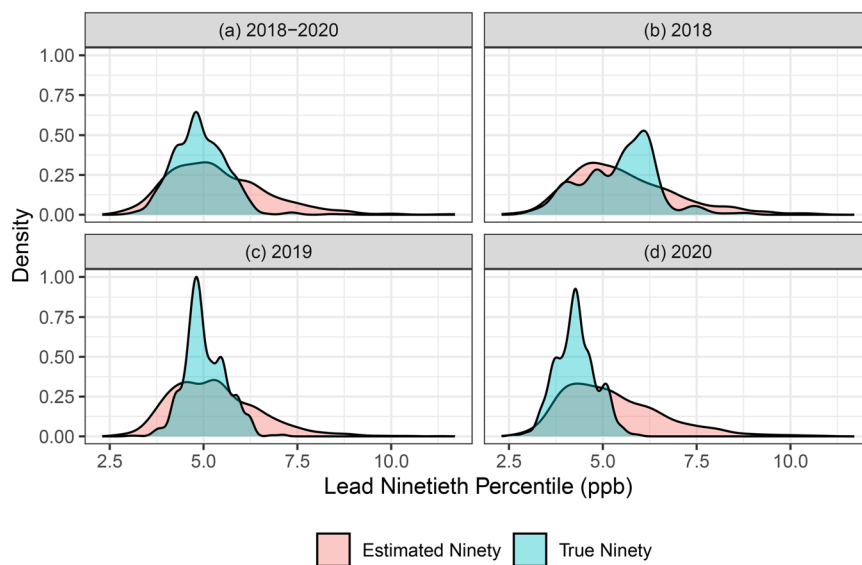 (a) 2018−2020
(b) 2018
1.00
0.75
0.50
0.25
0.00
(c) 2019
(d) 2020
1.00
0.75
0.50
0.25
0.00
2.5 5.0 7.5 10.0
2.5 5.0 7.5 10.0
Density
Lead Ninetieth Percentile (ppb)
Estimated Ninety
True Ninety